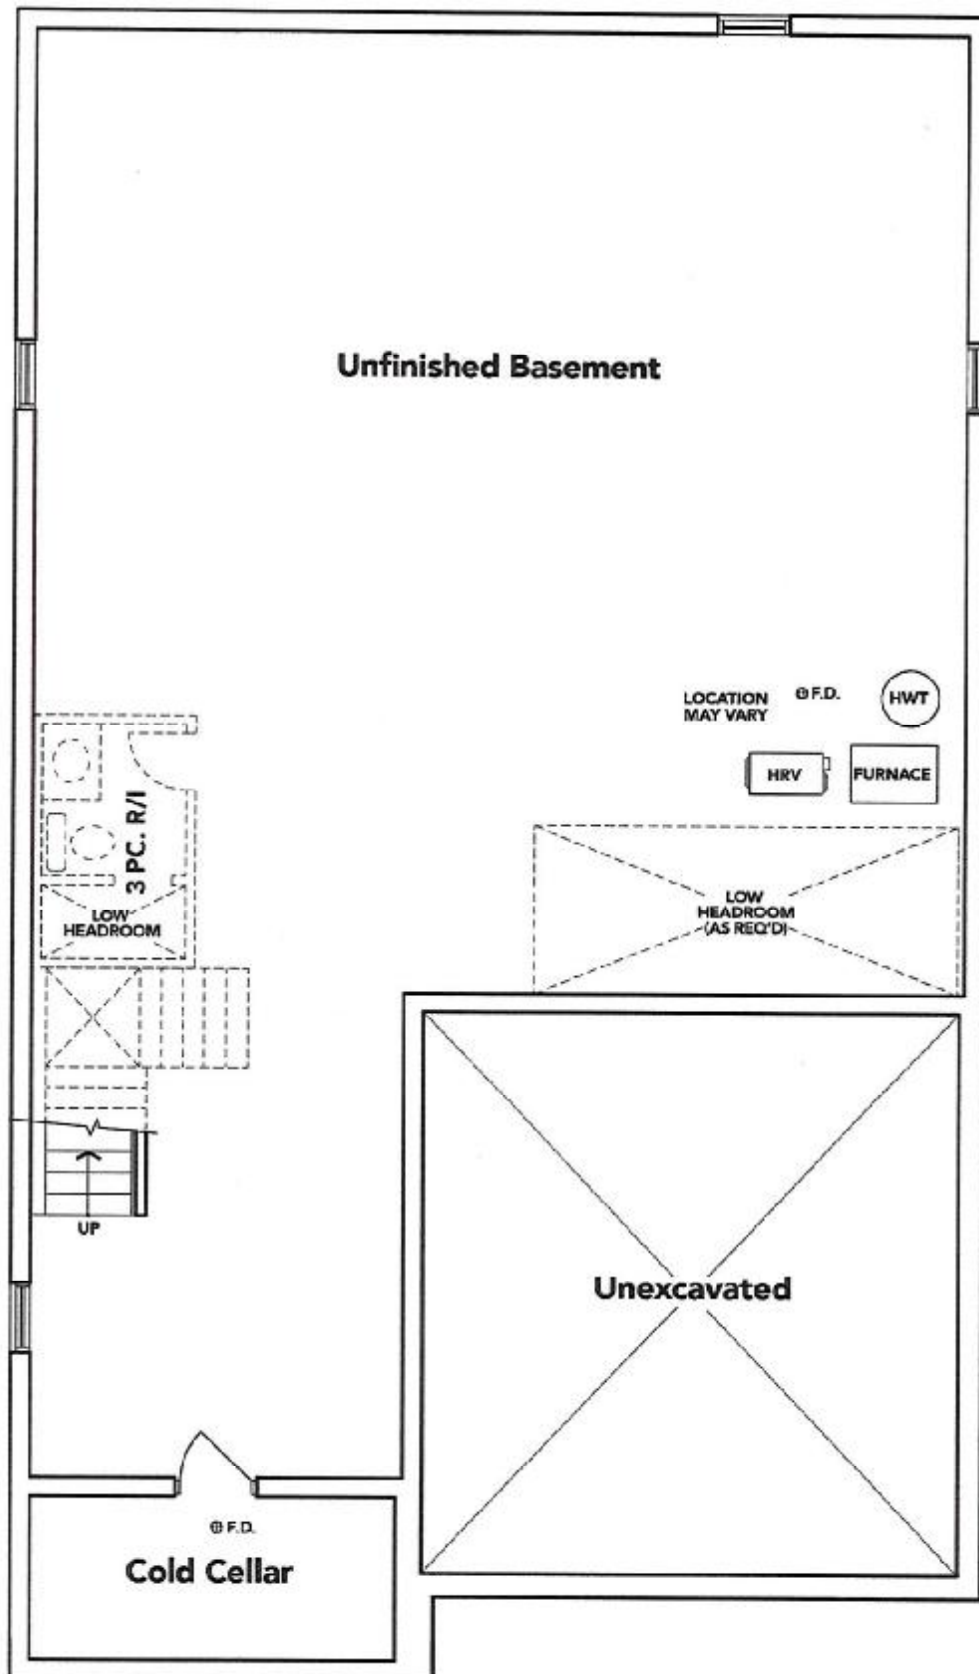 Unfinished Basement
LOCATION
MAY VARY
F.D.
HWT
HRV
FURNACE
3 PC. R/I
LOW
HEADROOM
LOW
HEADROOM
(AS REQ'D)
UP
Unexcavated
F.D.
Cold Cellar